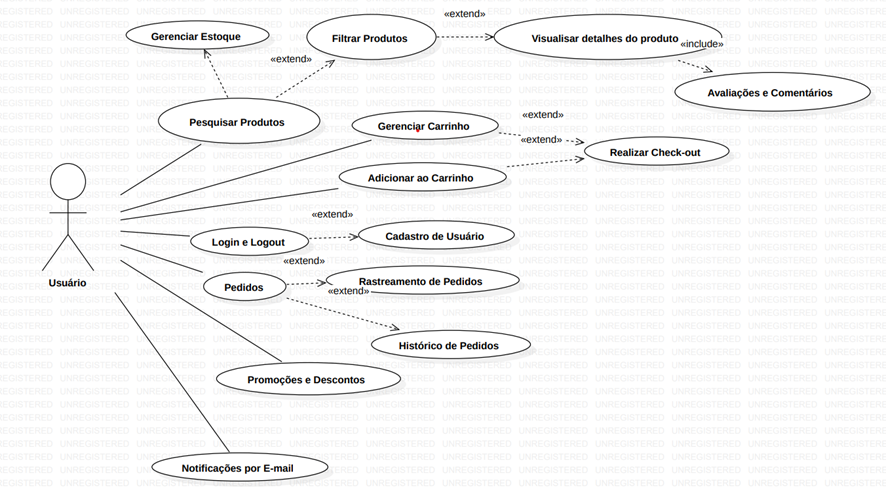 «extend»
Gerenciar Estoque
Filtrar Produtos
Visualisar detalhes do produto
«include»
«extend»
Avaliações e Comentários
Pesquisar Produtos
Gerenciar Carrinho
«extend»
«extend»
Realizar Check-out
Adicionar ao Carrinho
«extend»
Login e Logout
Cadastro de Usuário
«extend»
Usuário
Pedidos
Rastreamento de Pedidos
«extend»
Histórico de Pedidos
Promoções e Descontos
Notificações por E-mail
UNREGISTERED